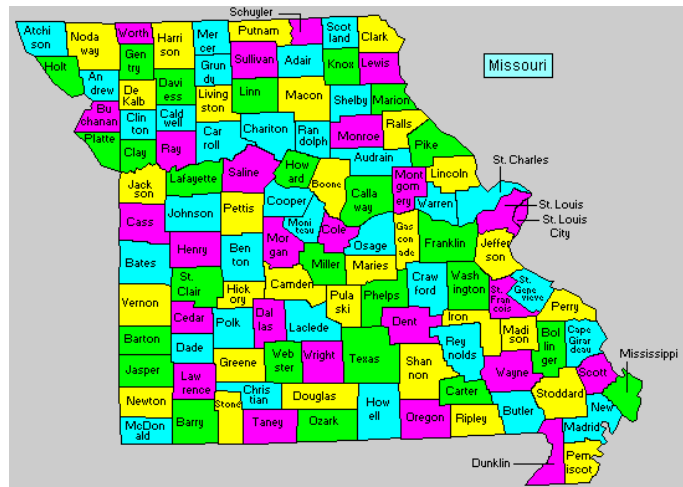 Schuyler
Missouri
Atchi
son
Noda
way
Worth
Harri
son
Mer
cer
Putnam
Scot
land
Clark
Holt
Gen
try
Grun
dy
Sullivan
Adair
Knox
Lewis
An
drew
De
Kalb
Davi
ess
Living
ston
Linn
Macon
Shelby
Marion
Bu
chanan
Clin
ton
Cald
well
Car
roll
Chariton
Ran
dolph
Monroe
Ralls
Platte
Clay
Ray
Audrain
Pike
St. Charles
Jack
son
Lafayette
Saline
How
ard
Boone
Calla
way
Mont
gom
ery
Lincoln
Warren
St. Louis
St. Louis
City
Cass
Johnson
Pettis
Cooper
Moni
teau
Cole
Osage
Gas
con
ade
Franklin
Jeffer
son
Bates
Henry
Ben
ton
Mor
gan
Miller
Maries
St.
Clair
Hick
ory
Camden
Pula
ski
Phelps
Craw
ford
Wash
ington
St.
Fran
cois
St.
Gene
vieve
Perry
Vernon
Cedar
Polk
Dal
las
Laclede
Dent
Iron
Madi
son
Bol
lin
ger
Cape
Girar
deau
Mississippi
Barton
Dade
Greene
Web
ster
Wright
Texas
Shan
non
Rey
nolds
Wayne
Scott
Jasper
Law
rence
Chris
tian
Douglas
How
ell
Carter
Stoddard
New
Madrid
Newton
Stone
Taney
Ozark
Oregon
Ripley
Butler
McDon
ald
Barry
Dunklin
Pem
iscot